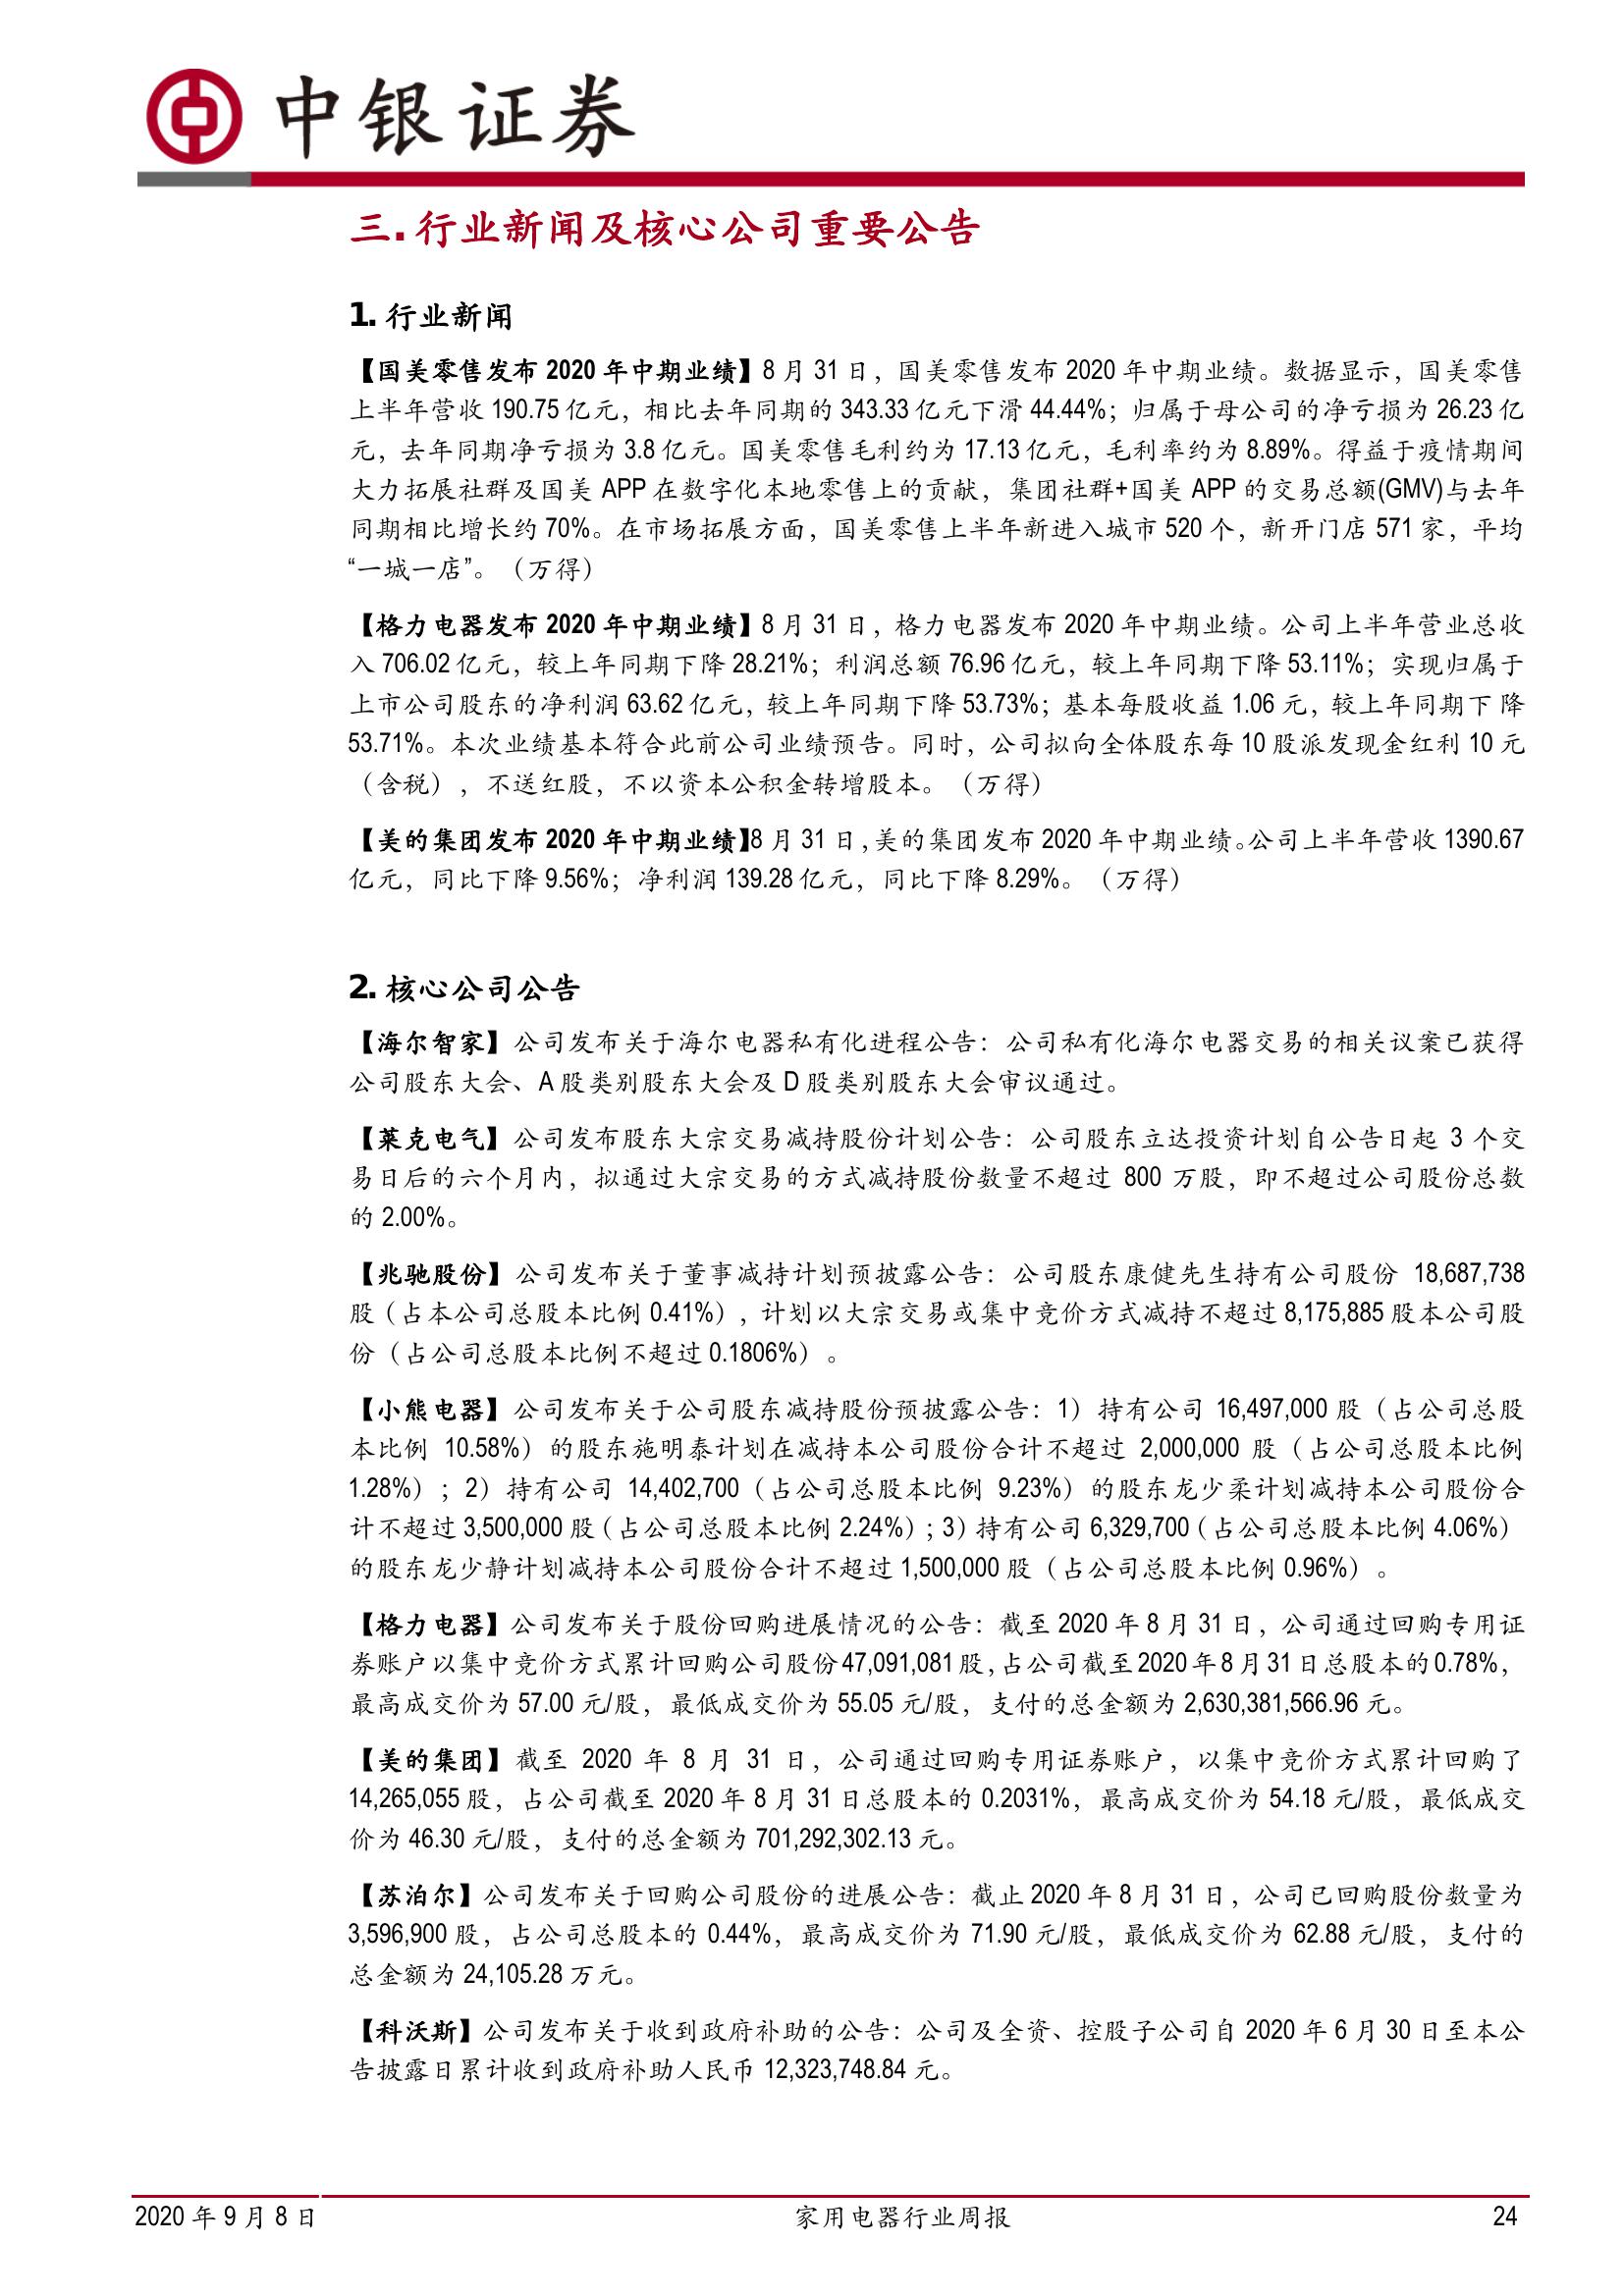 中银证券
三. 行业新闻及核心公司重要公告
1. 行业新闻
【国美零售发布 2020 年中期业绩】8 月 31 日，国美零售发布 2020 年中期业绩。数据显示，国美零售
上半年营收 190.75 亿元，相比去年同期的 343.33 亿元下滑 44.44%；归属于母公司的净亏损为 26.23 亿
元，去年同期净亏损为 3.8 亿元。国美零售毛利约为 17.13 亿元，毛利率约为 8.89%。得益于疫情期间
大力拓展社群及国美 APP 在数字化本地零售上的贡献，集团社群+国美 APP 的交易总额(GMV)与去年
同期相比增长约 70%。在市场拓展方面，国美零售上半年新进入城市 520 个，新开门店 571 家，平均
“一城一店”。（万得）
【格力电器发布 2020 年中期业绩】8 月 31 日，格力电器发布 2020 年中期业绩。公司上半年营业总收
入 706.02 亿元，较上年同期下降 28.21%；利润总额 76.96 亿元，较上年同期下降 53.11%；实现归属于
上市公司股东的净利润 63.62 亿元，较上年同期下降 53.73%；基本每股收益 1.06 元，较上年同期下 降
53.71%。本次业绩基本符合此前公司业绩预告。同时，公司拟向全体股东每 10 股派发现金红利 10 元
（含税），不送红股，不以资本公积金转增股本。（万得）
【美的集团发布 2020 年中期业绩】8 月 31 日，美的集团发布 2020 年中期业绩。公司上半年营收 1390.67
亿元，同比下降 9.56%；净利润 139.28 亿元，同比下降 8.29%。（万得）
2. 核心公司公告
【海尔智家】公司发布关于海尔电器私有化进程公告：公司私有化海尔电器交易的相关议案已获得
公司股东大会、A 股类别股东大会及 D 股类别股东大会审议通过。
【莱克电气】公司发布股东大宗交易减持股份计划公告：公司股东立达投资计划自公告日起 3 个交
易日后的六个月内，拟通过大宗交易的方式减持股份数量不超过 800 万股，即不超过公司股份总数
的 2.00%。
【兆驰股份】公司发布关于董事减持计划预披露公告：公司股东康健先生持有公司股份 18,687,738
股（占本公司总股本比例 0.41%），计划以大宗交易或集中竞价方式减持不超过 8,175,885 股本公司股
份（占公司总股本比例不超过 0.1806%）。
【小熊电器】公司发布关于公司股东减持股份预披露公告：1）持有公司 16,497,000 股（占公司总股
本比例 10.58%）的股东施明泰计划在减持本公司股份合计不超过 2,000,000 股（占公司总股本比例
1.28%）；2）持有公司 14,402,700（占公司总股本比例 9.23%）的股东龙少柔计划减持本公司股份合
计不超过 3,500,000 股（占公司总股本比例 2.24%）；3）持有公司 6,329,700（占公司总股本比例 4.06%）
的股东龙少静计划减持本公司股份合计不超过 1,500,000 股（占公司总股本比例 0.96%）。
【格力电器】公司发布关于股份回购进展情况的公告：截至 2020 年 8 月 31 日，公司通过回购专用证
券账户以集中竞价方式累计回购公司股份 47,091,081 股，占公司截至 2020 年 8 月 31 日总股本的 0.78%，
最高成交价为 57.00 元/股，最低成交价为 55.05 元/股，支付的总金额为 2,630,381,566.96 元。
【美的集团】截至 2020 年 8 月 31 日，公司通过回购专用证券账户，以集中竞价方式累计回购了
14,265,055 股，占公司截至 2020 年 8 月 31 日总股本的 0.2031%，最高成交价为 54.18 元/股，最低成交
价为 46.30 元/股，支付的总金额为 701,292,302.13 元。
【苏泊尔】公司发布关于回购公司股份的进展公告：截止 2020 年 8 月 31 日，公司已回购股份数量为
3,596,900 股，占公司总股本的 0.44%，最高成交价为 71.90 元/股，最低成交价为 62.88 元/股，支付的
总金额为 24,105.28 万元。
【科沃斯】公司发布关于收到政府补助的公告：公司及全资、控股子公司自 2020 年 6 月 30 日至本公
告披露日累计收到政府补助人民币 12,323,748.84 元。
2020 年 9 月 8 日 家用电器行业周报 24